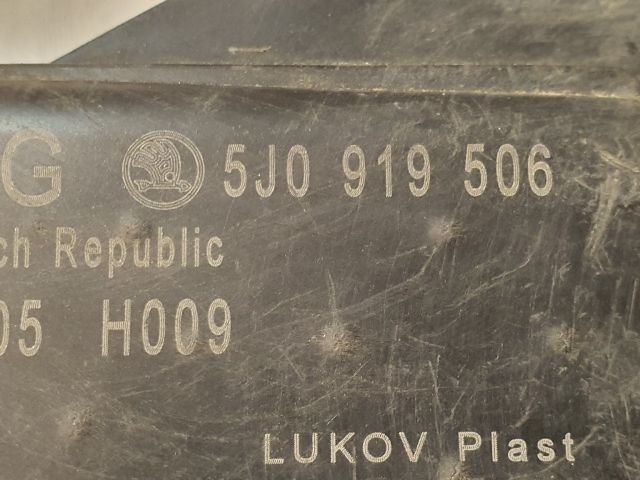 G 5J0 919 506
ch Republic
05 H009
LUKOV Plast